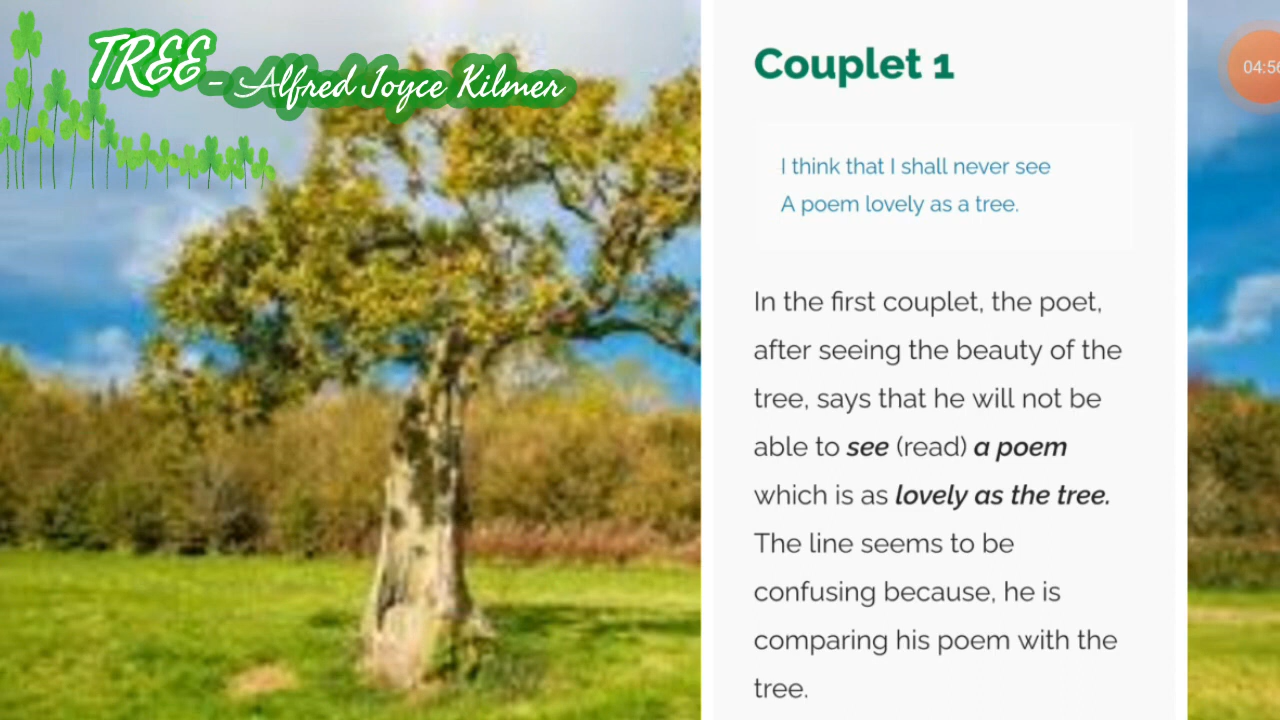 TREE - Alfred Joyce Kilmer
04:56
Couplet 1
I think that I shall never see
A poem lovely as a tree.
In the first couplet, the poet,
after seeing the beauty of the
tree, says that he will not be
able to see (read) a poem
which is as lovely as the tree.
The line seems to be
confusing because, he is
comparing his poem with the
tree.